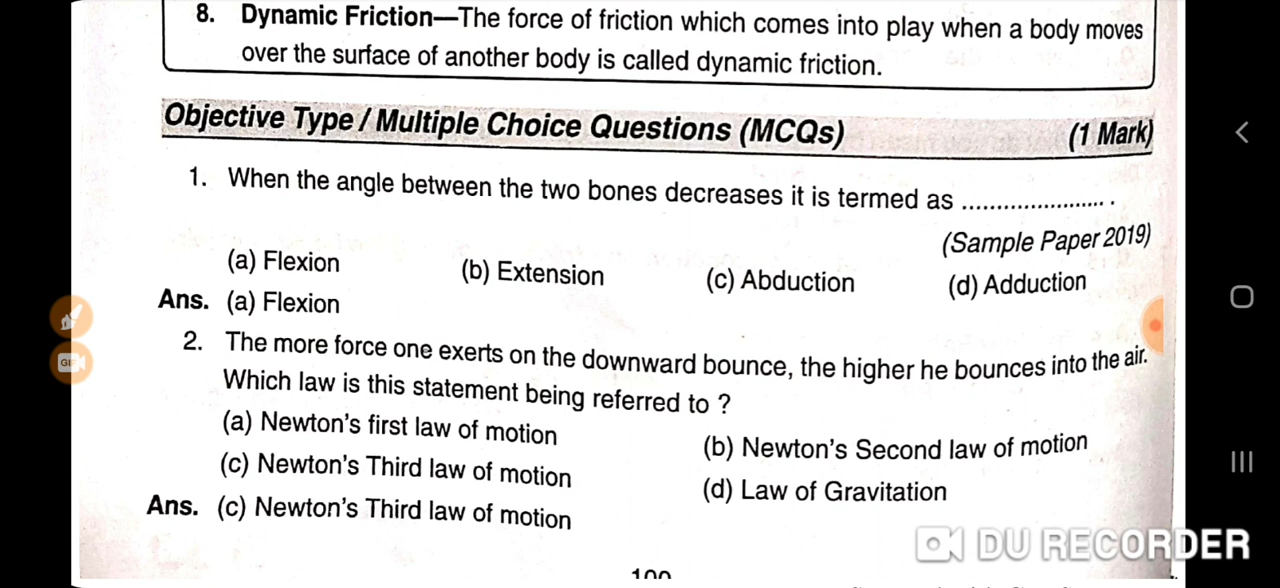 8. Dynamic Friction—The force of friction which comes into play when a body moves
over the surface of another body is called dynamic friction.
Objective Type / Multiple Choice Questions (MCQs) (1 Mark)
1. When the angle between the two bones decreases it is termed as ....................... .
(Sample Paper 2019)
(a) Flexion (b) Extension (c) Abduction (d) Adduction
Ans. (a) Flexion
2. The more force one exerts on the downward bounce, the higher he bounces into the air.
Which law is this statement being referred to ?
(a) Newton's first law of motion (b) Newton's Second law of motion
(c) Newton's Third law of motion (d) Law of Gravitation
Ans. (c) Newton's Third law of motion
GIF
DU RECORDER